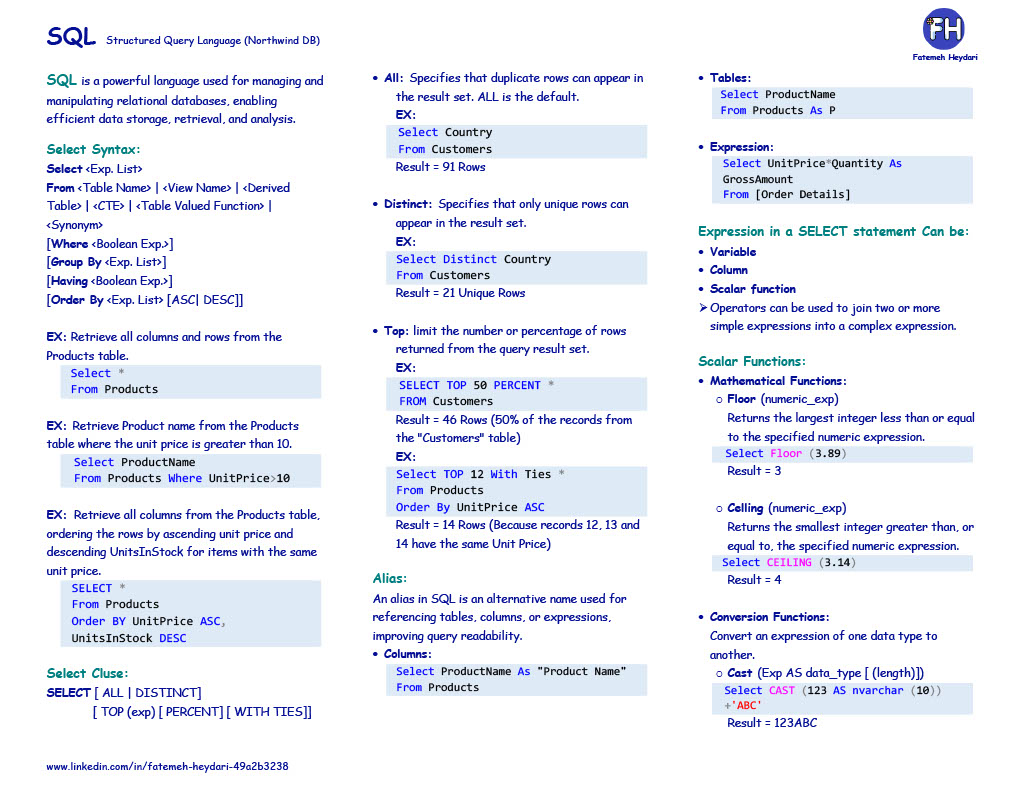 SQL Structured Query Language (Northwind DB)
FH
Fatemeh Heydari
SQL is a powerful language used for managing and
manipulating relational databases, enabling
efficient data storage, retrieval, and analysis.
Select Syntax:
Select <Exp. List>
From <Table Name> | <View Name> | <Derived
Table> | <CTE> | <Table Valued Function> |
<Synonym>
[Where <Boolean Exp.>]
[Group By <Exp. List>]
[Having <Boolean Exp.>]
[Order By <Exp. List> [ASC| DESC]]
EX: Retrieve all columns and rows from the
Products table.
Select *
From Products
EX: Retrieve Product name from the Products
table where the unit price is greater than 10.
Select ProductName
From Products Where UnitPrice>10
EX: Retrieve all columns from the Products table,
ordering the rows by ascending unit price and
descending UnitsInStock for items with the same
unit price.
SELECT *
From Products
Order BY UnitPrice ASC,
UnitsInStock DESC
Select Cluse:
SELECT [ ALL | DISTINCT]
[ TOP (exp) [ PERCENT] [ WITH TIES]]
• All: Specifies that duplicate rows can appear in
the result set. ALL is the default.
EX:
Select Country
From Customers
Result = 91 Rows
• Distinct: Specifies that only unique rows can
appear in the result set.
EX:
Select Distinct Country
From Customers
Result = 21 Unique Rows
• Top: limit the number or percentage of rows
returned from the query result set.
EX:
SELECT TOP 50 PERCENT *
FROM Customers
Result = 46 Rows (50% of the records from
the "Customers" table)
EX:
Select TOP 12 With Ties *
From Products
Order By UnitPrice ASC
Result = 14 Rows (Because records 12, 13 and
14 have the same Unit Price)
Alias:
An alias in SQL is an alternative name used for
referencing tables, columns, or expressions,
improving query readability.
• Columns:
Select ProductName As "Product Name"
From Products
• Tables:
Select ProductName
From Products As P
• Expression:
Select UnitPrice*Quantity As
GrossAmount
From [Order Details]
Expression in a SELECT statement Can be:
• Variable
• Column
• Scalar function
➢ Operators can be used to join two or more
simple expressions into a complex expression.
Scalar Functions:
• Mathematical Functions:
○ Floor (numeric_exp)
Returns the largest integer less than or equal
to the specified numeric expression.
Select Floor (3.89)
Result = 3
○ Celling (numeric_exp)
Returns the smallest integer greater than, or
equal to, the specified numeric expression.
Select CEILING (3.14)
Result = 4
• Conversion Functions:
Convert an expression of one data type to
another.
○ Cast (Exp AS data_type [ (length)])
Select CAST (123 AS nvarchar (10))
+'ABC'
Result = 123ABC
www.linkedin.com/in/fatemeh-heydari-49a2b3238